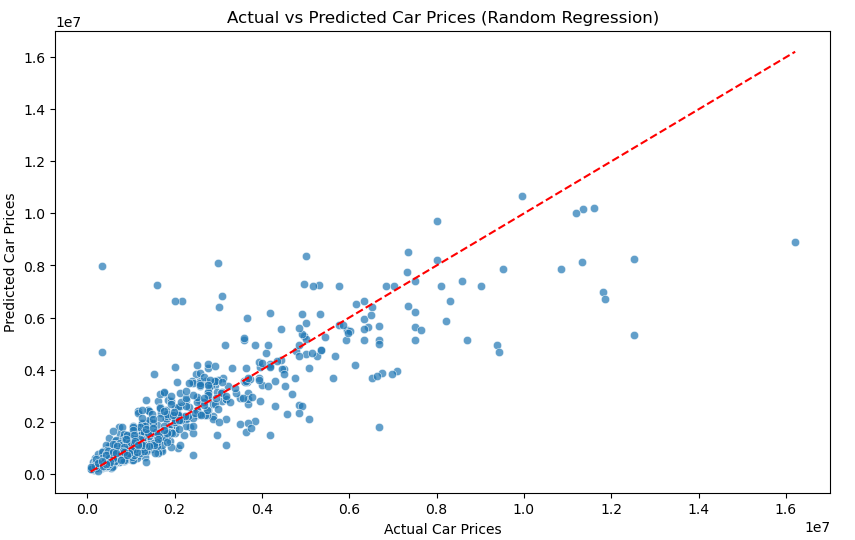 Actual vs Predicted Car Prices (Random Regression)
1e7
1.6
1.4
1.2
1.0
0.8
0.6
0.4
0.2
0.0
Predicted Car Prices
0.0 0.2 0.4 0.6 0.8 1.0 1.2 1.4 1.6
1e7
Actual Car Prices